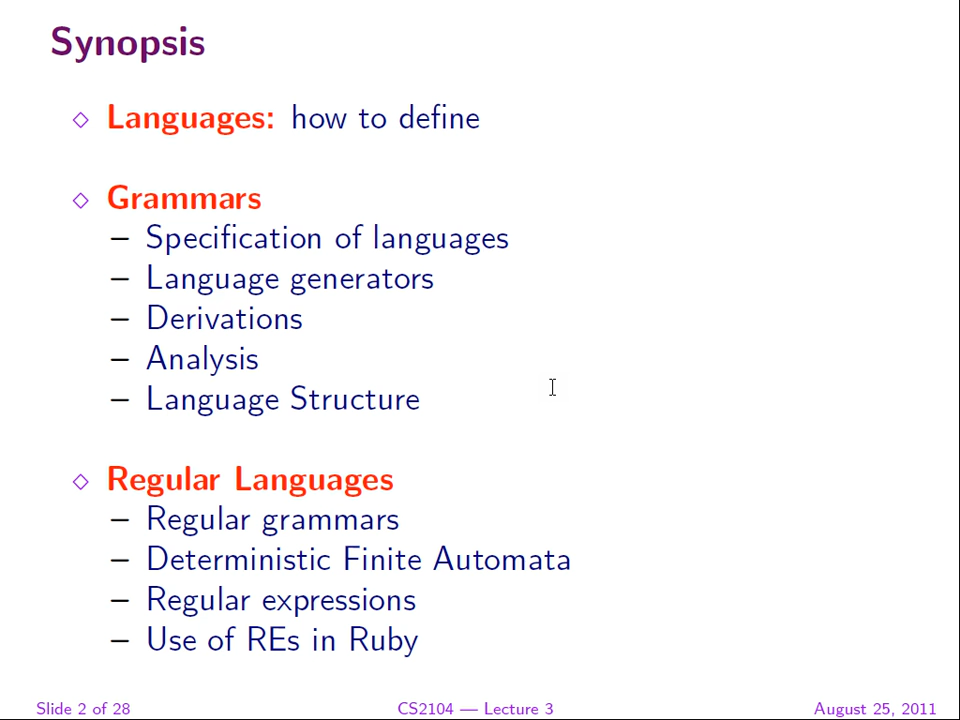 Synopsis
◇ Languages: how to define
◇ Grammars
– Specification of languages
– Language generators
– Derivations
– Analysis
– Language Structure
◇ Regular Languages
– Regular grammars
– Deterministic Finite Automata
– Regular expressions
– Use of REs in Ruby
Slide 2 of 28 CS2104 — Lecture 3 August 25, 2011